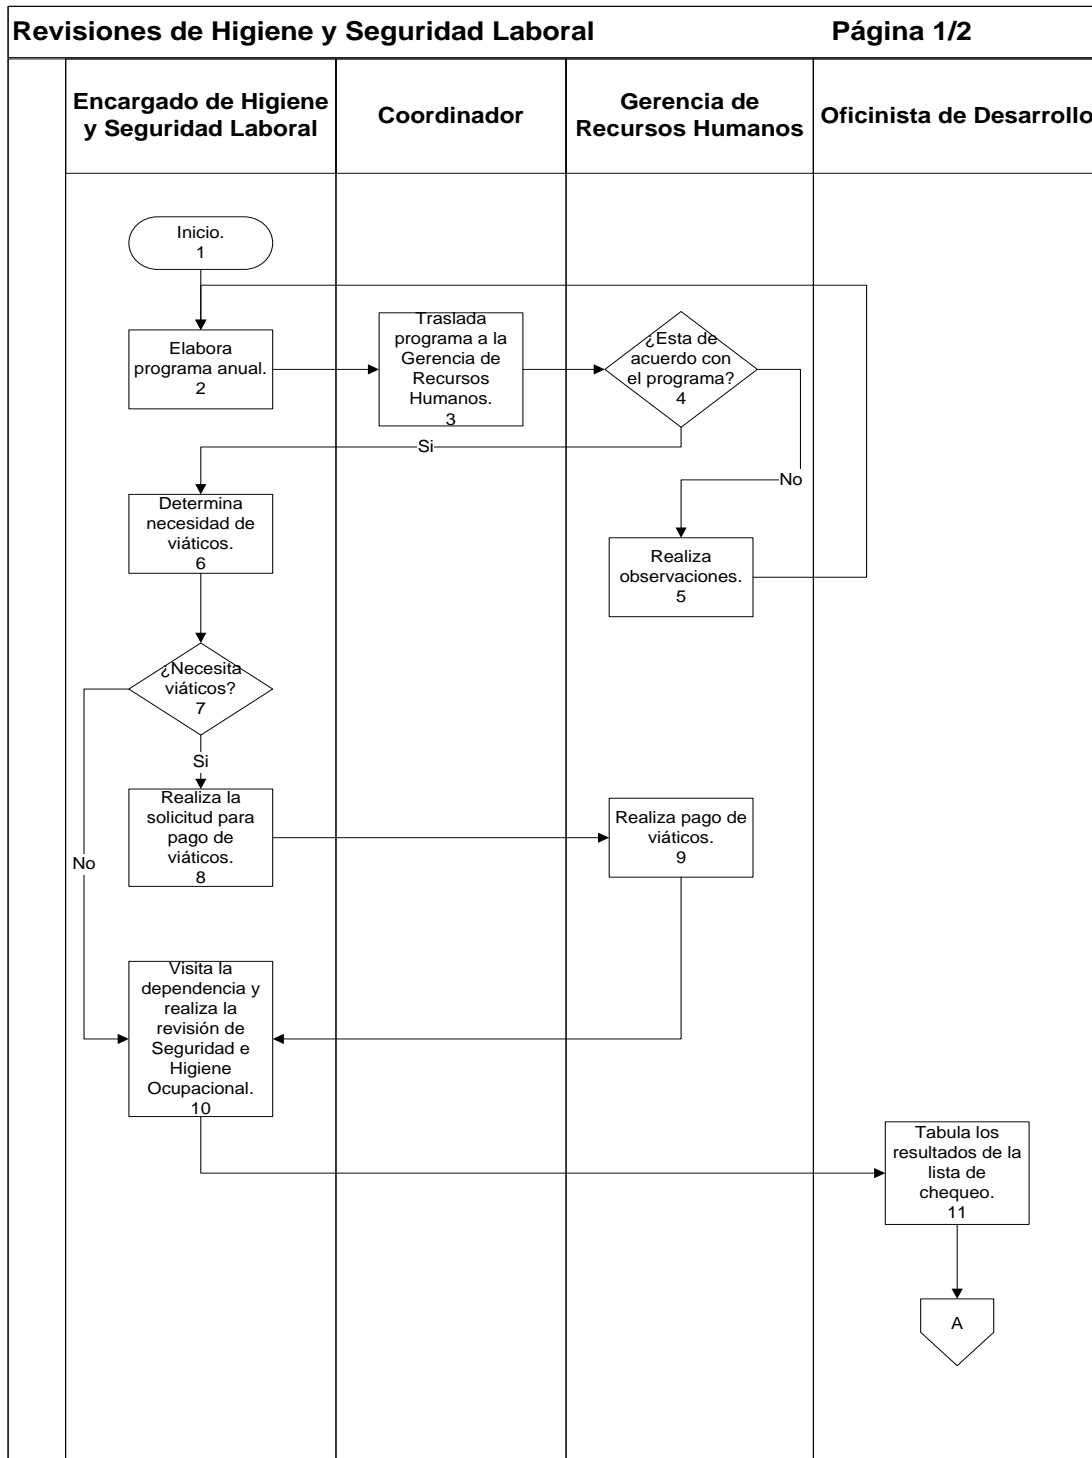 Revisiones de Higiene y Seguridad Laboral
Página 1/2
Encargado de Higiene
y Seguridad Laboral
Coordinador
Gerencia de
Recursos Humanos
Oficinista de Desarrollo
Inicio.
1
Elabora
programa anual.
2
Traslada
programa a la
Gerencia de
Recursos
Humanos.
3
¿Esta de
acuerdo con
el programa?
4
Si
No
Realiza
observaciones.
5
Determina
necesidad de
viáticos.
6
¿Necesita
viáticos?
7
Si
No
Realiza la
solicitud para
pago de
viáticos.
8
Realiza pago de
viáticos.
9
Visita la
dependencia y
realiza la
revisión de
Seguridad e
Higiene
Ocupacional.
10
Tabula los
resultados de la
lista de
chequeo.
11
A